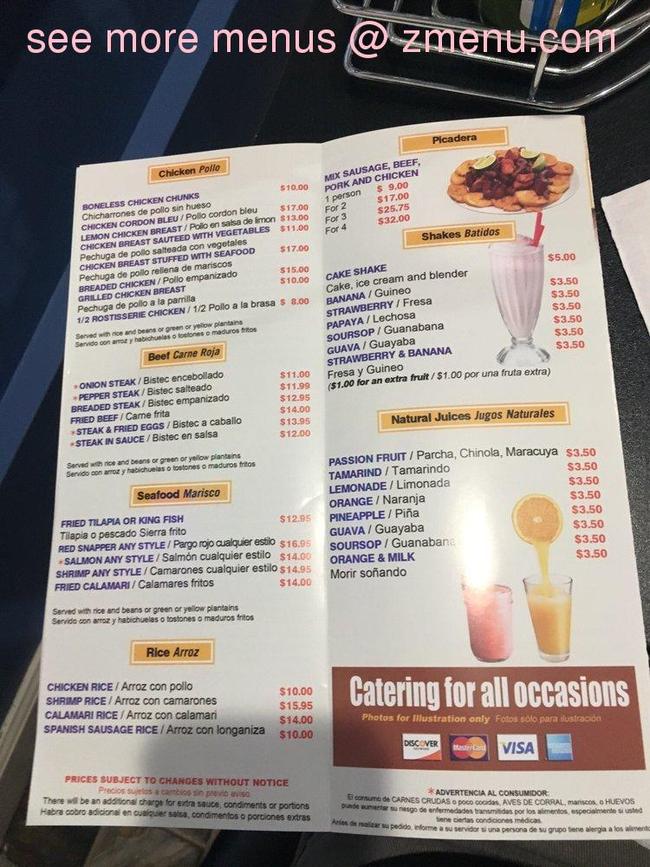 see more menus @ zmenu.com
Chicken Pollo
BONELESS CHICKEN CHUNKS $10.00
Chicharrones de pollo sin hueso
CHICKEN CORDON BLEU / Pollo cordon bleu $17.00
LEMON CHICKEN BREAST / Pollo en salsa de limon $13.00
CHICKEN BREAST SAUTEED WITH VEGETABLES $11.00
Pechuga de pollo salteada con vegetales
CHICKEN BREAST STUFFED WITH SEAFOOD $17.00
Pechuga de pollo rellena de mariscos
BREADED CHICKEN / Pollo empanizado $15.00
GRILLED CHICKEN BREAST $10.00
Pechuga de pollo a la parrilla
1/2 ROSTISSERIE CHICKEN / 1/2 Pollo a la brasa $ 8.00
Served with rice and beans or green or yellow plantains
Servido con arroz y habichuelas o tostones o maduros fritos
Beef Carne Roja
*ONION STEAK / Bistec encebollado $11.00
*PEPPER STEAK / Bistec salteado $11.99
BREADED STEAK / Bistec empanizado $12.95
FRIED BEEF / Carne frita $14.00
*STEAK & FRIED EGGS / Bistec a caballo $13.95
*STEAK IN SAUCE / Bistec en salsa $12.00
Served with rice and beans or green or yellow plantains
Servido con arroz y habichuelas o tostones o maduros fritos
Seafood Marisco
FRIED TILAPIA OR KING FISH $12.95
Tilapia o pescado Sierra frito
RED SNAPPER ANY STYLE / Pargo rojo cualquier estilo $16.95
*SALMON ANY STYLE / Salmón cualquier estilo $14.00
SHRIMP ANY STYLE / Camarones cualquier estilo $14.95
FRIED CALAMARI / Calamares fritos $14.00
Served with rice and beans or green or yellow plantains
Servido con arroz y habichuelas o tostones o maduros fritos
Rice Arroz
CHICKEN RICE / Arroz con pollo $10.00
SHRIMP RICE / Arroz con camarones $15.95
CALAMARI RICE / Arroz con calamari $14.00
SPANISH SAUSAGE RICE / Arroz con longaniza $10.00
PRICES SUBJECT TO CHANGES WITHOUT NOTICE
Precios sujetos a cambios sin previo aviso.
There will be an additional charge for extra sauce, condiments or portions
Habra cobro adicional en cualquier salsa, condimentos o porciones extras
Picadera
MIX SAUSAGE, BEEF,
PORK AND CHICKEN
1 person $ 9.00
For 2 $17.00
For 3 $25.75
For 4 $32.00
Shakes Batidos
CAKE SHAKE $5.00
Cake, ice cream and blender
BANANA / Guineo $3.50
STRAWBERRY / Fresa $3.50
PAPAYA / Lechosa $3.50
SOURSOP / Guanabana $3.50
GUAVA / Guayaba $3.50
STRAWBERRY & BANANA $3.50
Fresa y Guineo
($1.00 for an extra fruit / $1.00 por una fruta extra)
Natural Juices Jugos Naturales
PASSION FRUIT / Parcha, Chinola, Maracuya $3.50
TAMARIND / Tamarindo $3.50
LEMONADE / Limonada $3.50
ORANGE / Naranja $3.50
PINEAPPLE / Piña $3.50
GUAVA / Guayaba $3.50
SOURSOP / Guanabana $3.50
ORANGE & MILK $3.50
Morir soñando
Catering for all occasions
Photos for Illustration only Fotos sólo para ilustración
DISCOVER MasterCard VISA
*ADVERTENCIA AL CONSUMIDOR:
El consumo de CARNES CRUDAS o poco cocidas, AVES DE CORRAL, mariscos, o HUEVOS
puede aumentar su riesgo de enfermedades transmitidas por los alimentos, especialmente si usted
tiene ciertas condiciones médicas.
Antes de realizar su pedido, informe a su servidor si una persona de su grupo tiene alergia a los